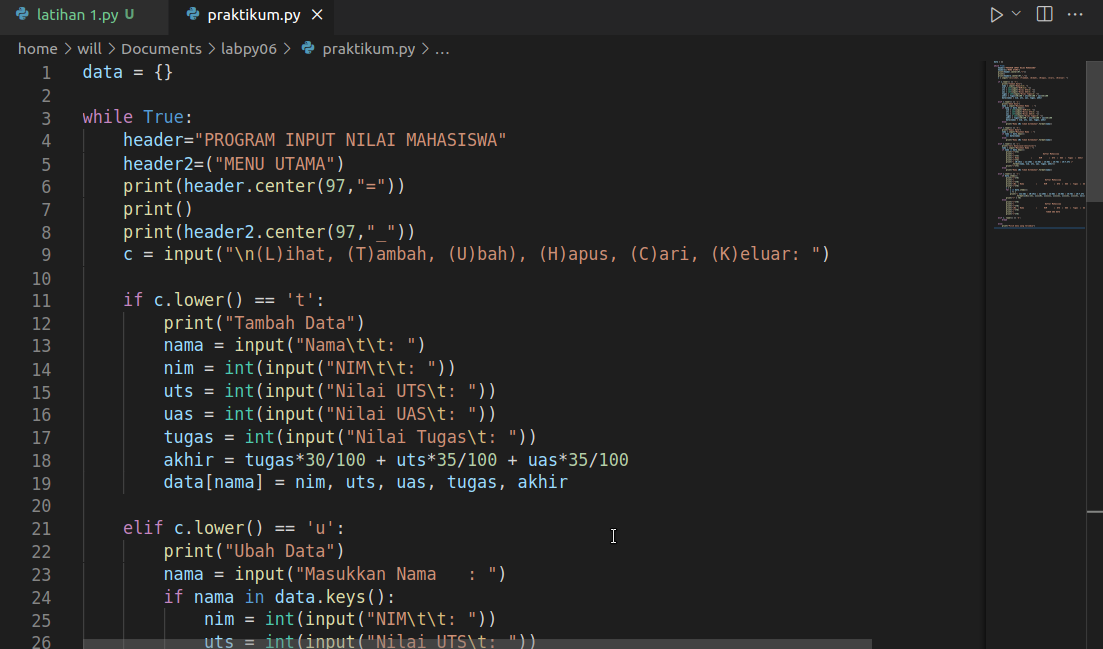 latihan 1.py U praktikum.py
home > will > Documents > labpy06 > praktikum.py > ...
1 data = {}
2
3 while True:
4 header="PROGRAM INPUT NILAI MAHASISWA"
5 header2=("MENU UTAMA")
6 print(header.center(97,"="))
7 print()
8 print(header2.center(97,"_"))
9 c = input("\n(L)ihat, (T)ambah, (U)bah), (H)apus, (C)ari, (K)eluar: ")
10
11 if c.lower() == 't':
12 print("Tambah Data")
13 nama = input("Nama\t\t: ")
14 nim = int(input("NIM\t\t: "))
15 uts = int(input("Nilai UTS\t: "))
16 uas = int(input("Nilai UAS\t: "))
17 tugas = int(input("Nilai Tugas\t: "))
18 akhir = tugas*30/100 + uts*35/100 + uas*35/100
19 data[nama] = nim, uts, uas, tugas, akhir
20
21 elif c.lower() == 'u':
22 print("Ubah Data")
23 nama = input("Masukkan Nama   : ")
24 if nama in data.keys():
25 nim = int(input("NIM\t\t: "))
26 uts = int(input("Nilai UTS\t: "))